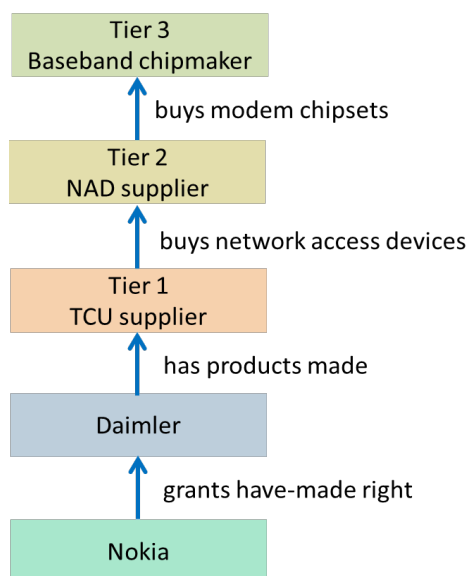 Tier 3
Baseband chipmaker
buys modem chipsets
Tier 2
NAD supplier
buys network access devices
Tier 1
TCU supplier
has products made
Daimler
grants have-made right
Nokia